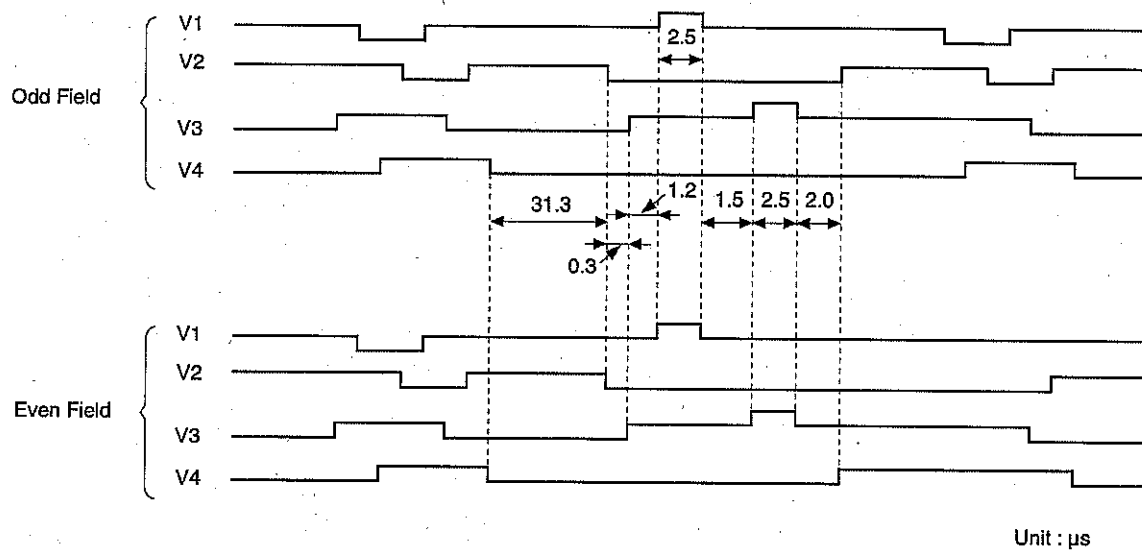 V1
2.5
V2
Odd Field
V3
V4
1.2
31.3
1.5
2.5
2.0
0.3
V1
V2
Even Field
V3
V4
Unit : μs